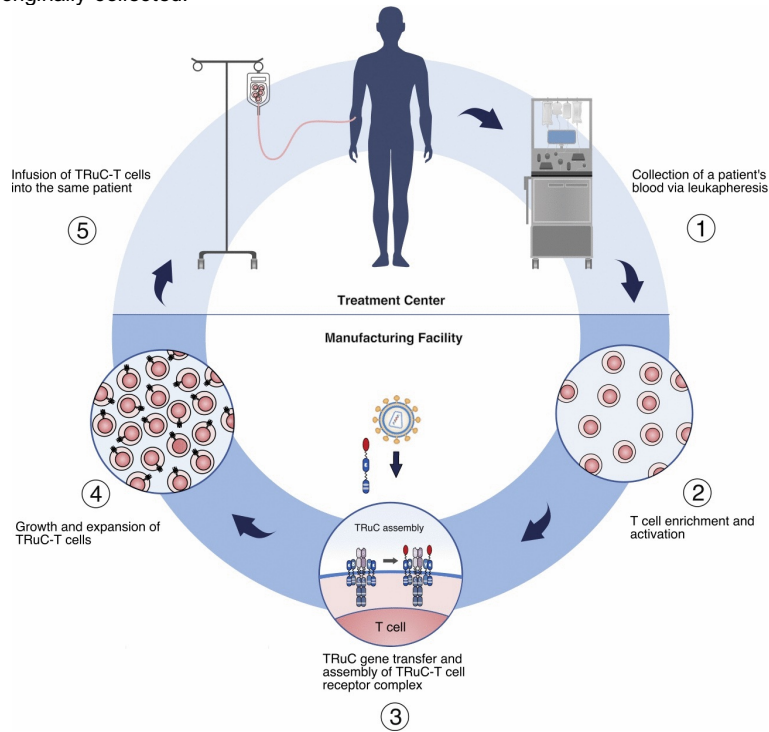 originally collected.
Infusion of TRuC-T cells
into the same patient
5
Collection of a patient's
blood via leukapheresis
1
Treatment Center
Manufacturing Facility
4
Growth and expansion of
TRuC-T cells
2
T cell enrichment and
activation
TRuC assembly
T cell
TRuC gene transfer and
assembly of TRuC-T cell
receptor complex
3